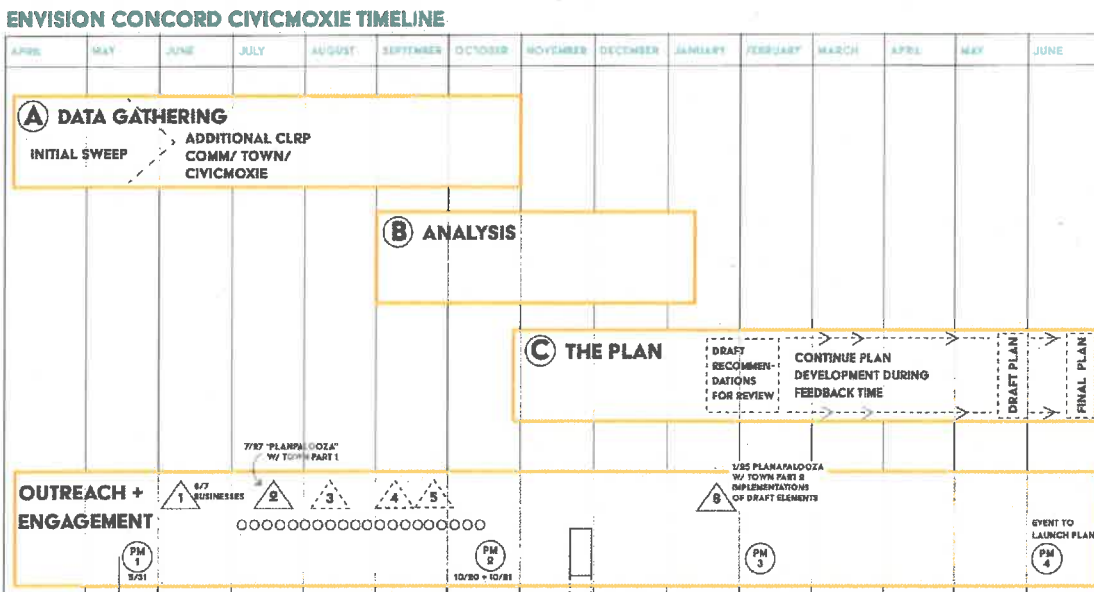 ENVISION CONCORD CIVICMOXIE TIMELINE
APRIL MAY JUNE JULY AUGUST SEPTEMBER OCTOBER NOVEMBER DECEMBER JANUARY FEBRUARY MARCH APRIL MAY JUNE
A DATA GATHERING
INITIAL SWEEP
ADDITIONAL CLRP
COMM/ TOWN/
CIVICMOXIE
B ANALYSIS
C THE PLAN
DRAFT
RECOMMEN-
DATIONS
FOR REVIEW
CONTINUE PLAN
DEVELOPMENT DURING
FEEDBACK TIME
DRAFT PLAN
FINAL PLAN
OUTREACH +
ENGAGEMENT
1
6/7
BUSINESSES
7/27 "PLANPALOOZA"
W/ TOWN PART 1
2
3
4
5
6
1/25 PLANAPALOOZA
W/ TOWN PART 2
IMPLEMENTATIONS
OF DRAFT ELEMENTS
PM
1
5/31
PM
2
10/20 + 10/21
PM
3
EVENT TO
LAUNCH PLAN
PM
4